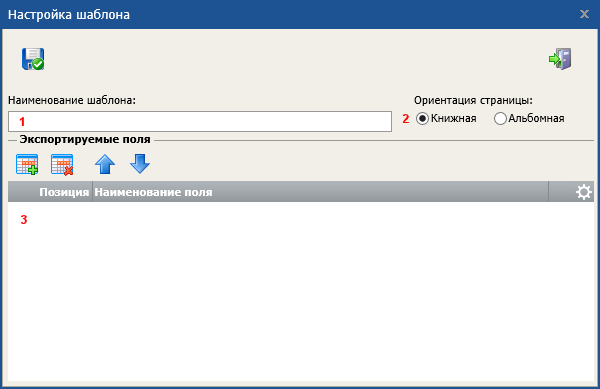 Настройка шаблона
Наименование шаблона:
Ориентация страницы:
1
2 Книжная Альбомная
Экспортируемые поля
Позиция Наименование поля
3